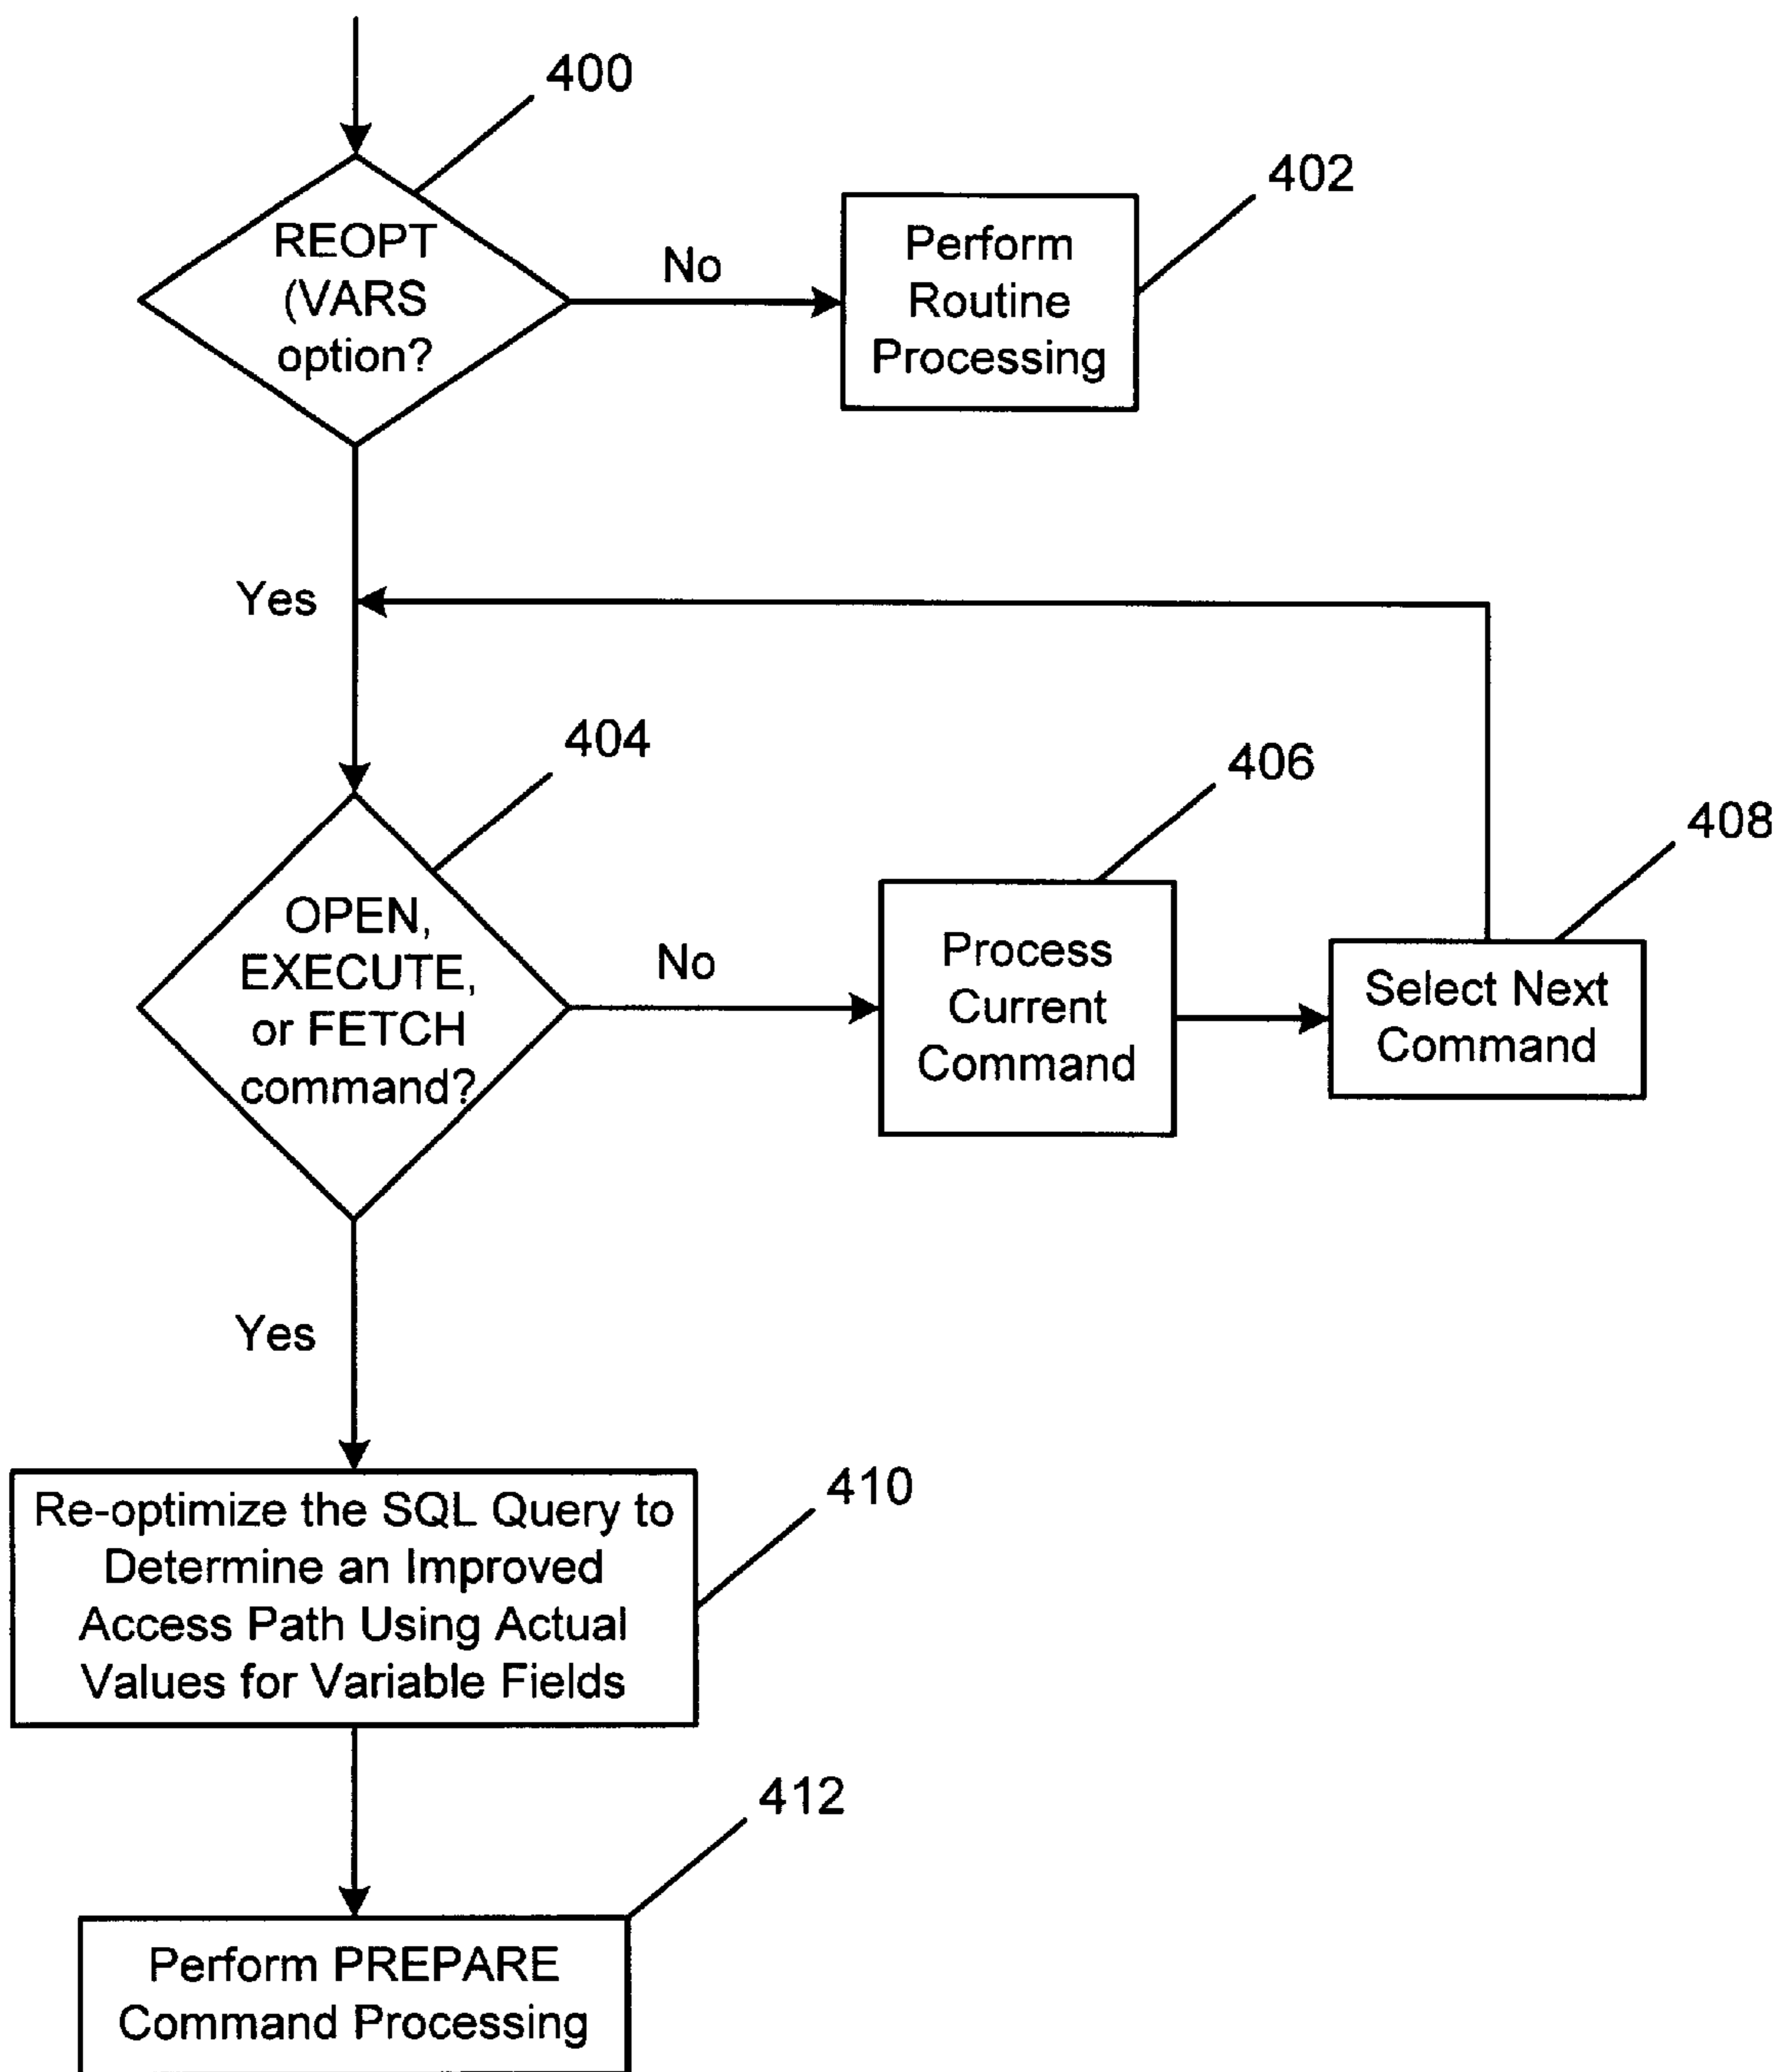 400
REOPT
(VARS
option?
No
402
Perform
Routine
Processing
Yes
404
OPEN,
EXECUTE,
or FETCH
command?
No
406
Process
Current
Command
408
Select Next
Command
Yes
410
Re-optimize the SQL Query to
Determine an Improved
Access Path Using Actual
Values for Variable Fields
412
Perform PREPARE
Command Processing